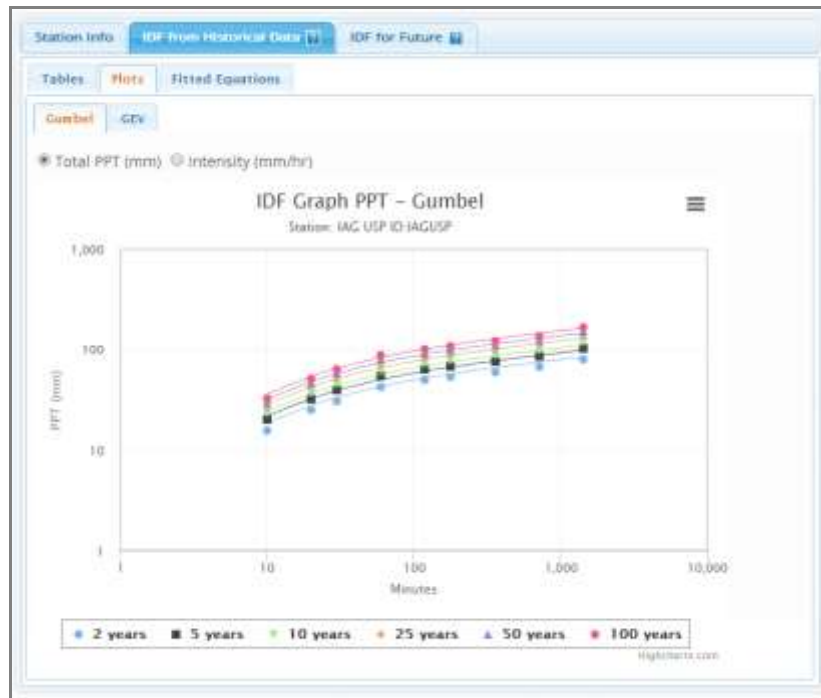 Station Info IDF from Historical Data ? IDF for Future ?
Tables Plots Fitted Equations
Gumbel GEV
Total PPT (mm) Intensity (mm/hr)
IDF Graph PPT – Gumbel
Station: IAG USP ID:IAGUSP
1,000
100
10
1
PPT (mm)
1 10 100 1,000 10,000
Minutes
2 years 5 years 10 years 25 years 50 years 100 years
Highcharts.com